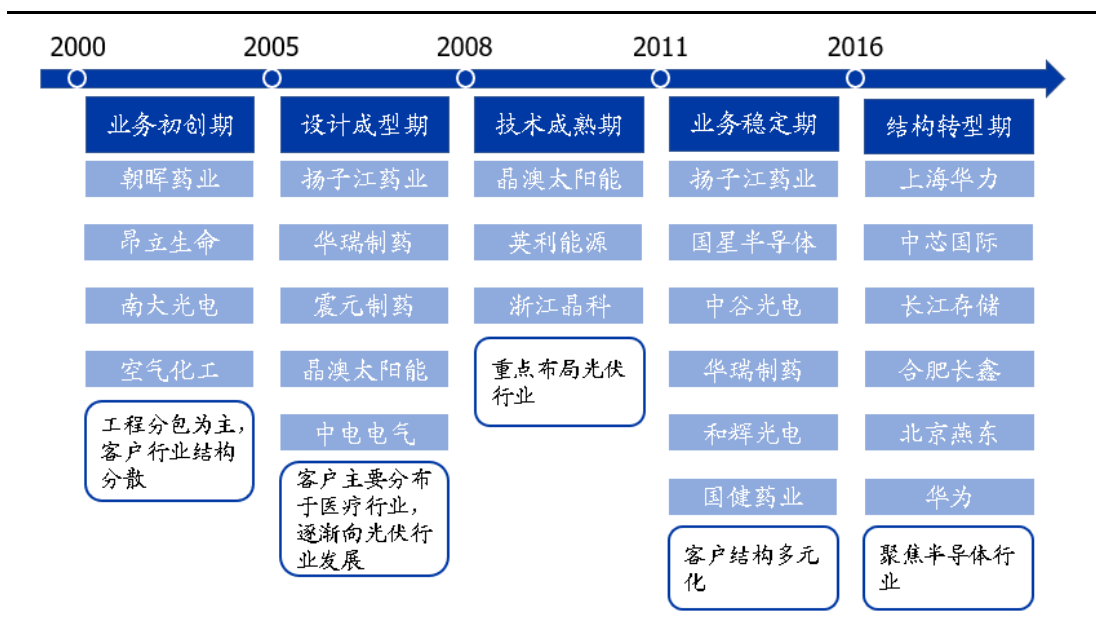 2000
2005
2008
2011
2016
业务初创期
朝晖药业
昂立生命
南大光电
空气化工
工程分包为主，
客户行业结构
分散
设计成型期
扬子江药业
华瑞制药
震元制药
晶澳太阳能
中电电气
客户主要分布
于医疗行业，
逐渐向光伏行
业发展
技术成熟期
晶澳太阳能
英利能源
浙江晶科
重点布局光伏
行业
业务稳定期
扬子江药业
国星半导体
中谷光电
华瑞制药
和辉光电
国健药业
客户结构多元
化
结构转型期
上海华力
中芯国际
长江存储
合肥长鑫
北京燕东
华为
聚焦半导体行
业